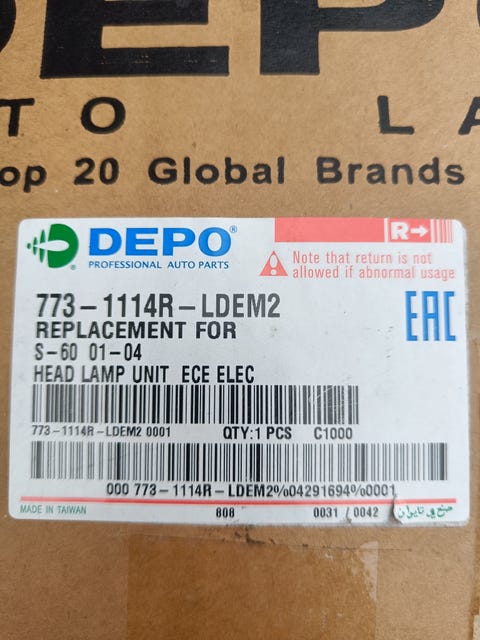 DEPO
TO LA
op 20 Global Brands
DEPO®
PROFESSIONAL AUTO PARTS
R→
Note that return is not
allowed if abnormal usage
773-1114R-LDEM2
REPLACEMENT FOR
S-60 01-04
HEAD LAMP UNIT ECE ELEC
EAC
773-1114R-LDEM2 0001 QTY:1 PCS C1000
000 773-1114R-LDEM2%04291694%0001
MADE IN TAIWAN 808 0031 / 0042